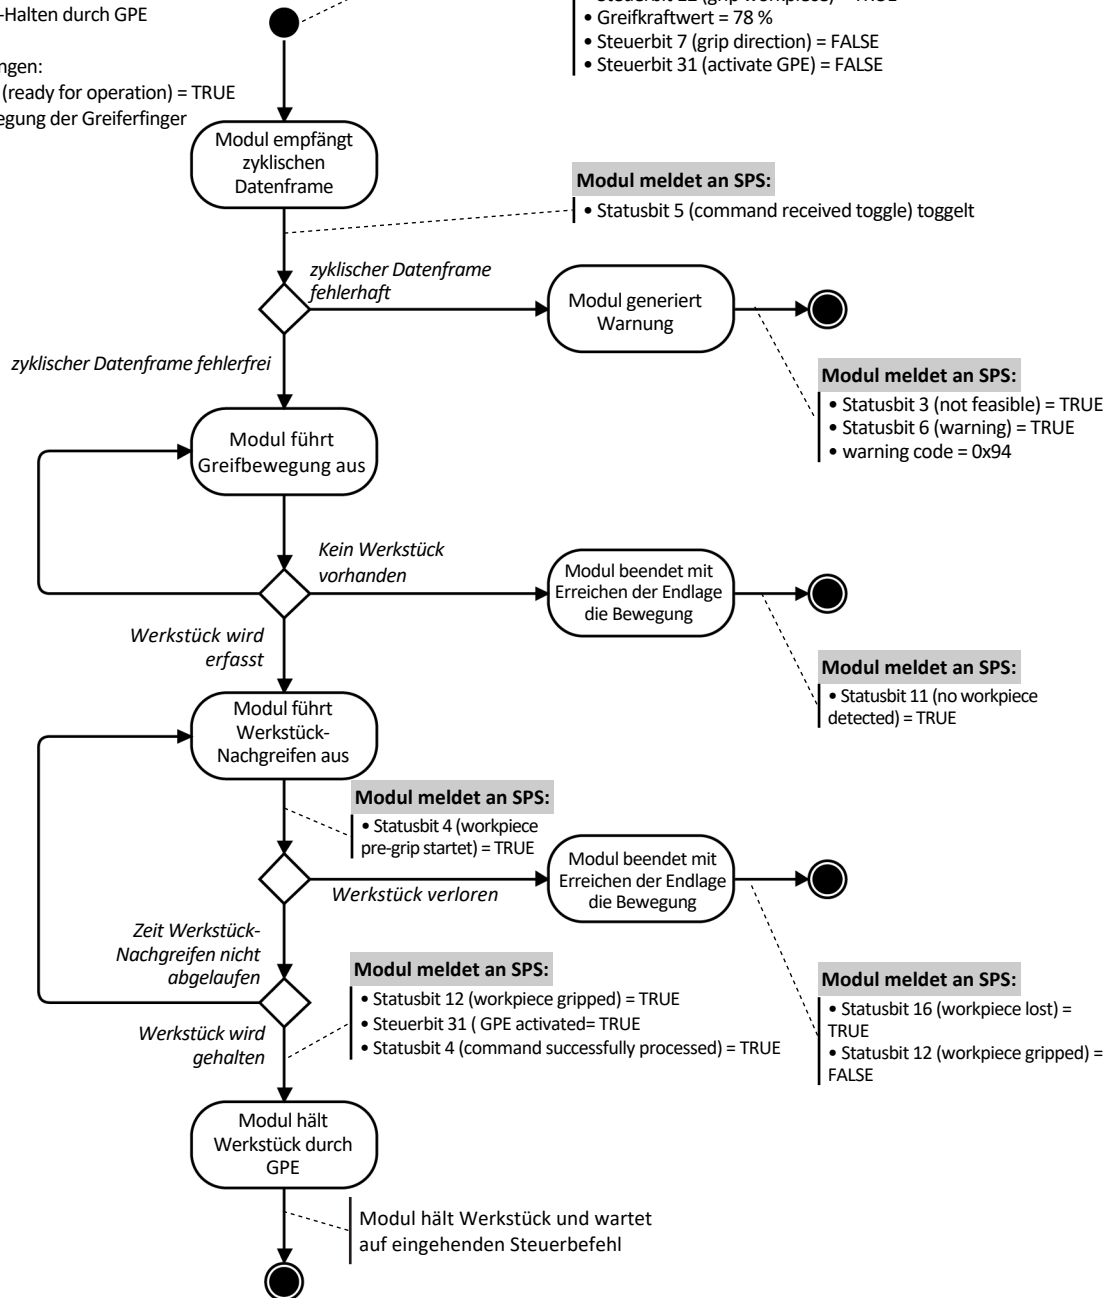 -Halten durch GPE
ngen:
(ready for operation) = TRUE
egung der Greiferfinger
• Greifkraftwert = 78 %
• Steuerbit 7 (grip direction) = FALSE
• Steuerbit 31 (activate GPE) = FALSE
Modul empfängt
zyklischen
Datenframe
Modul meldet an SPS:
• Statusbit 5 (command received toggle) toggelt
zyklischer Datenframe
fehlerhaft
Modul generiert
Warnung
zyklischer Datenframe fehlerfrei
Modul meldet an SPS:
• Statusbit 3 (not feasible) = TRUE
• Statusbit 6 (warning) = TRUE
• warning code = 0x94
Modul führt
Greifbewegung aus
Kein Werkstück
vorhanden
Modul beendet mit
Erreichen der Endlage
die Bewegung
Werkstück wird
erfasst
Modul meldet an SPS:
• Statusbit 11 (no workpiece
detected) = TRUE
Modul führt
Werkstück-
Nachgreifen aus
Modul meldet an SPS:
• Statusbit 4 (workpiece
pre-grip startet) = TRUE
Modul beendet mit
Erreichen der Endlage
die Bewegung
Werkstück verloren
Zeit Werkstück-
Nachgreifen nicht
abgelaufen
Modul meldet an SPS:
• Statusbit 12 (workpiece gripped) = TRUE
• Steuerbit 31 ( GPE activated= TRUE
• Statusbit 4 (command successfully processed) = TRUE
Modul meldet an SPS:
• Statusbit 16 (workpiece lost) =
TRUE
• Statusbit 12 (workpiece gripped) =
FALSE
Werkstück wird
gehalten
Modul hält
Werkstück durch
GPE
Modul hält Werkstück und wartet
auf eingehenden Steuerbefehl